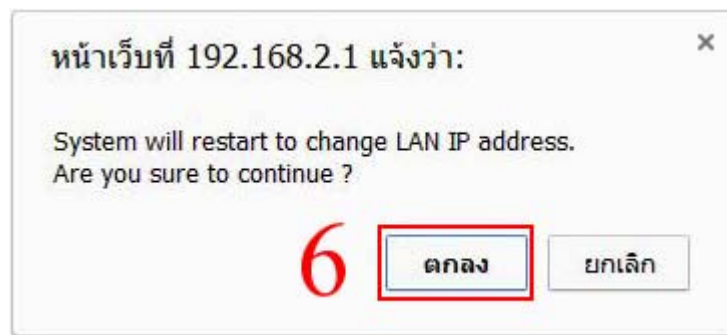 หน้าเว็บที่ 192.168.2.1 แจ้งว่า:
System will restart to change LAN IP address.
Are you sure to continue ?
6 ตกลง ยกเลิก